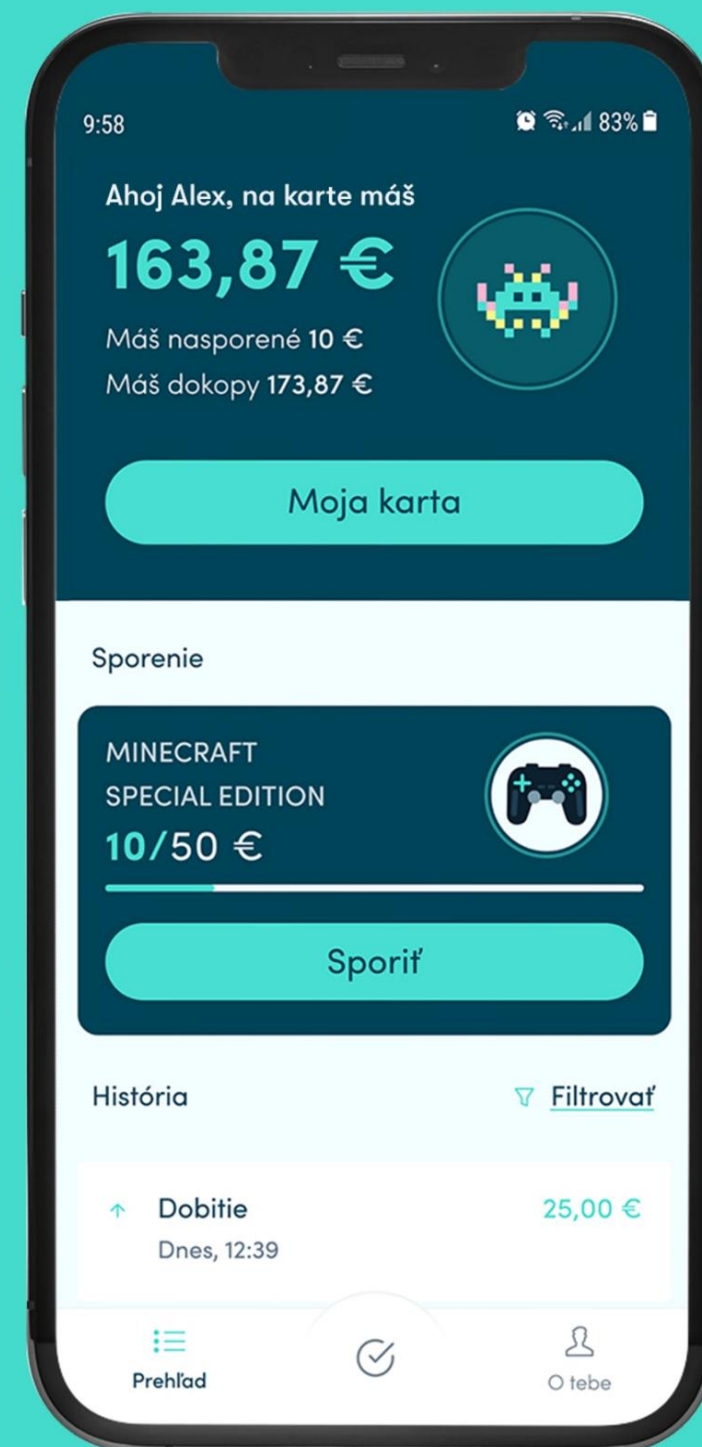 9:58
83%
Ahoj Alex, na karte máš
163,87 €
Máš nasporené 10 €
Máš dokopy 173,87 €
Moja karta
Sporenie
MINECRAFT
SPECIAL EDITION
10/50 €
Sporiť
História
Filtrovať
Dobitie
25,00 €
Dnes, 12:39
Prehľad
O tebe